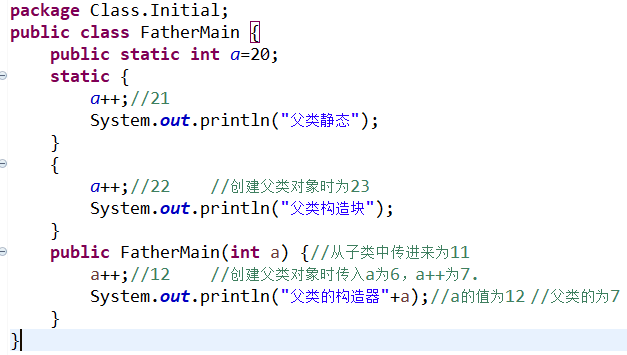 package Class.Initial;
public class FatherMain {
public static int a=20;
static {
a++;//21
System.out.println("父类静态");
}
{
a++;//22 //创建父类对象时为23
System.out.println("父类构造块");
}
public FatherMain(int a) {//从子类中传进来为11
a++;//12 //创建父类对象时传入a为6，a++为7.
System.out.println("父类的构造器"+a);//a的值为12 //父类的为7
}
}